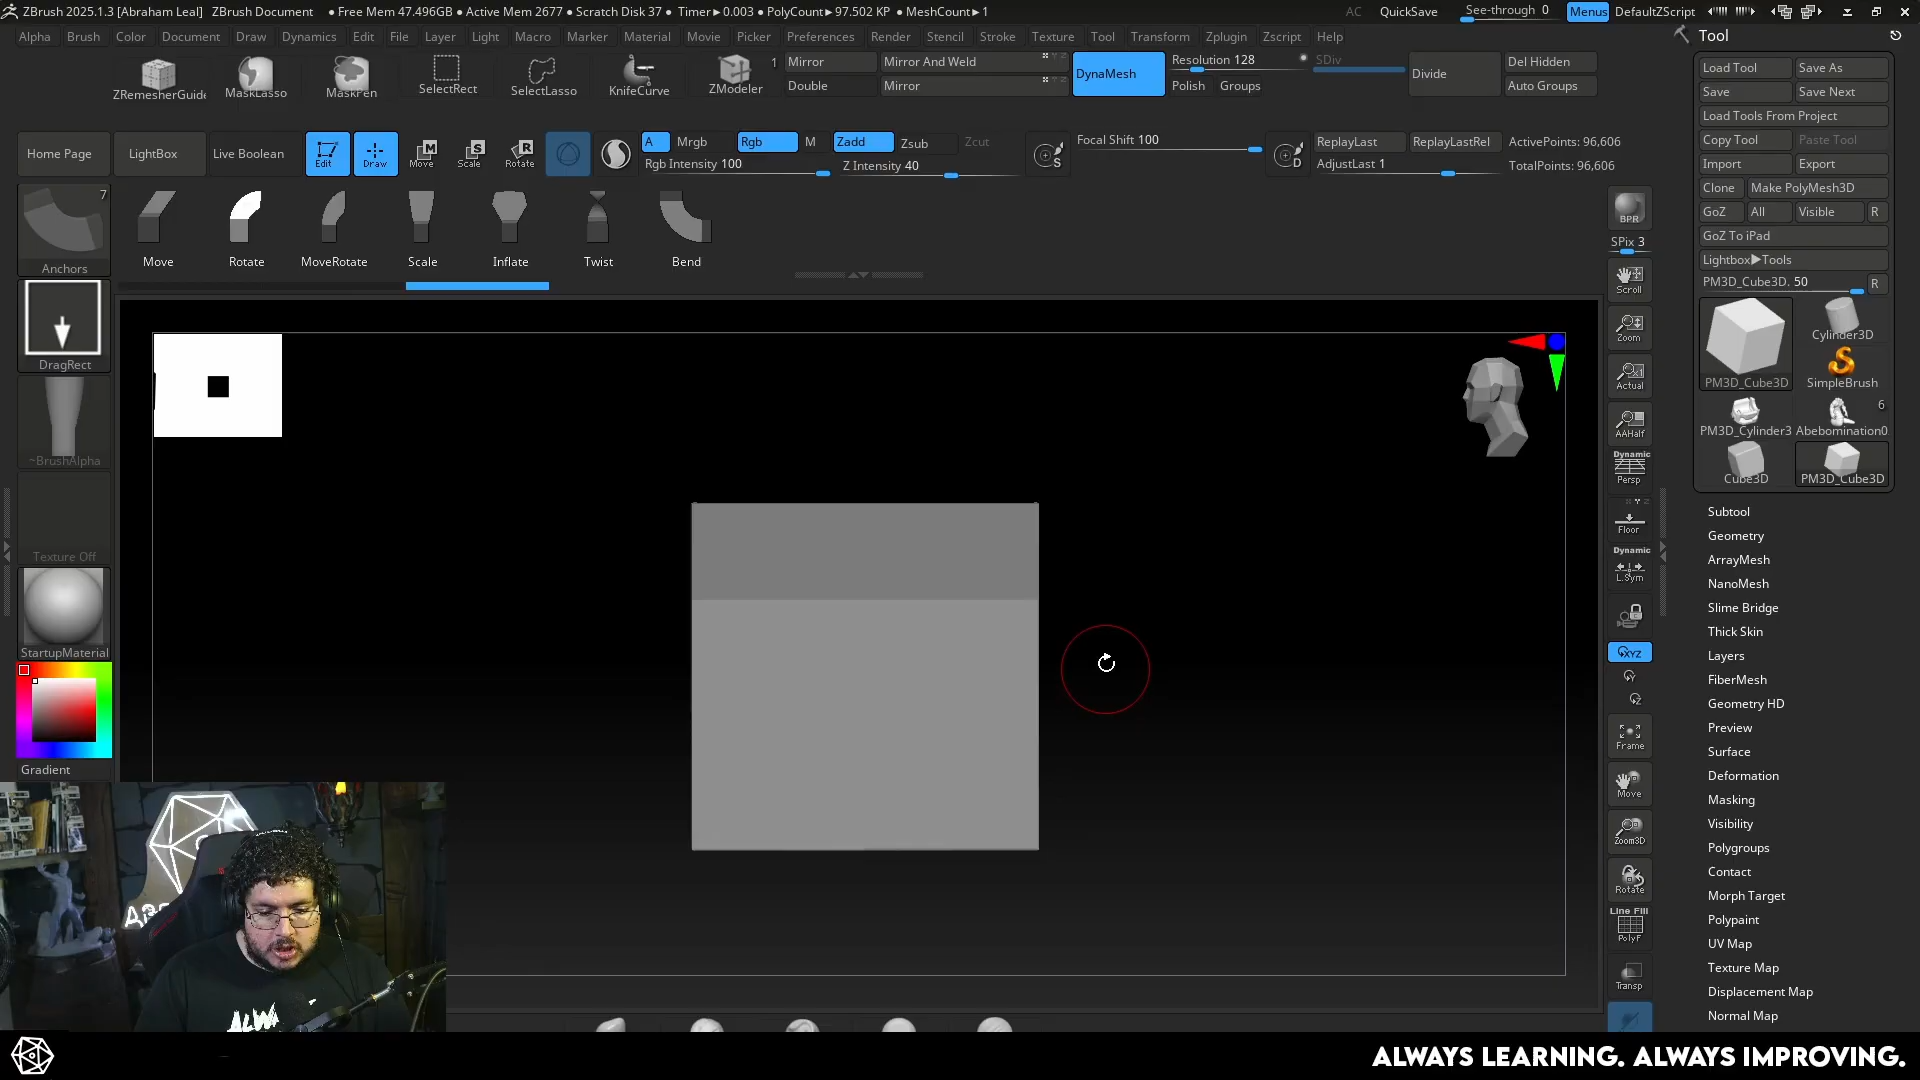 ZBrush 2025.1.3 [Abraham Leal]   ZBrush Document   ● Free Mem 47.496GB ● Active Mem 2677 ● Scratch Disk 37 ● Timer►0.003 ● PolyCount►97.502 KP ● MeshCount►1   AC   QuickSave   See-through 0   Menus   DefaultZScript
Alpha Brush Color Document Draw Dynamics Edit File Layer Light Macro Marker Material Movie Picker Preferences Render Stencil Stroke Texture Tool Transform Zplugin Zscript Help
ZRemesherGuide MaskLasso MaskPen SelectRect SelectLasso KnifeCurve ZModeler 1
Mirror Mirror And Weld
Double Mirror
DynaMesh Resolution 128
Polish Groups
SDiv Divide Del Hidden
Auto Groups
Home Page LightBox Live Boolean Edit Draw Move Scale Rotate
A Mrgb Rgb M Zadd Zsub Zcut
Rgb Intensity 100 Z Intensity 40
S Focal Shift 100 D
ReplayLast ReplayLastRel ActivePoints: 96,606
AdjustLast 1 TotalPoints: 96,606
7
Anchors
Move Rotate MoveRotate Scale Inflate Twist Bend
DragRect
~BrushAlpha
Texture Off
StartupMaterial
Gradient
BPR
SPix 3
Scroll
Zoom
Actual
AAHalf
Dynamic
Persp
Floor
Dynamic
L.Sym
XYZ
Y
Z
Frame
Move
Zoom3D
Rotate
Line Fill
PolyF
Transp
Tool
Load Tool Save As
Save Save Next
Load Tools From Project
Copy Tool Paste Tool
Import Export
Clone Make PolyMesh3D
GoZ All Visible R
GoZ To iPad
Lightbox►Tools
PM3D_Cube3D. 50 R
PM3D_Cube3D Cylinder3D
SimpleBrush
PM3D_Cylinder3 Abebomination0 6
Cube3D PM3D_Cube3D
Subtool
Geometry
ArrayMesh
NanoMesh
Slime Bridge
Thick Skin
Layers
FiberMesh
Geometry HD
Preview
Surface
Deformation
Masking
Visibility
Polygroups
Contact
Morph Target
Polypaint
UV Map
Texture Map
Displacement Map
Normal Map
ALWAYS LEARNING. ALWAYS IMPROVING.